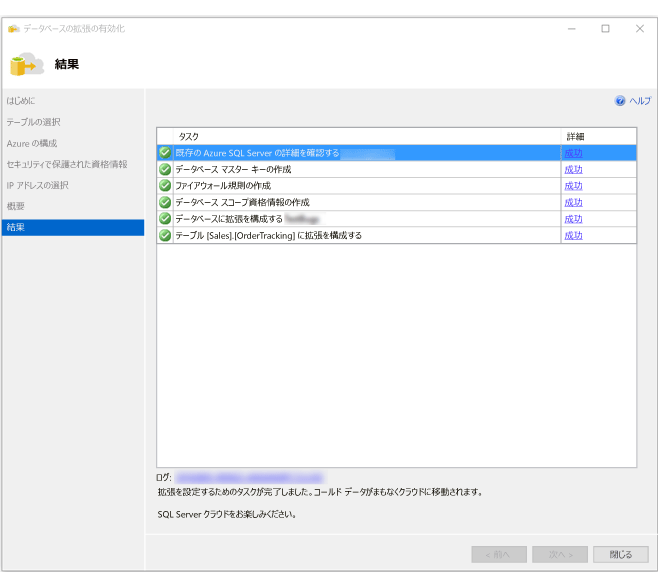 データベースの拡張の有効化
結果
はじめに
テーブルの選択
Azure の構成
セキュリティで保護された資格情報
IP アドレスの選択
概要
結果
ヘルプ
タスク 詳細
既存の Azure SQL Server の詳細を確認する 成功
データベース マスター キーの作成 成功
ファイアウォール規則の作成 成功
データベース スコープ資格情報の作成 成功
データベースに拡張を構成する 成功
テーブル [Sales].[OrderTracking] に拡張を構成する 成功
ログ:
拡張を設定するためのタスクが完了しました。コールド データがまもなくクラウドに移動されます。
SQL Server クラウドをお楽しみください。
< 前へ 次へ > 閉じる